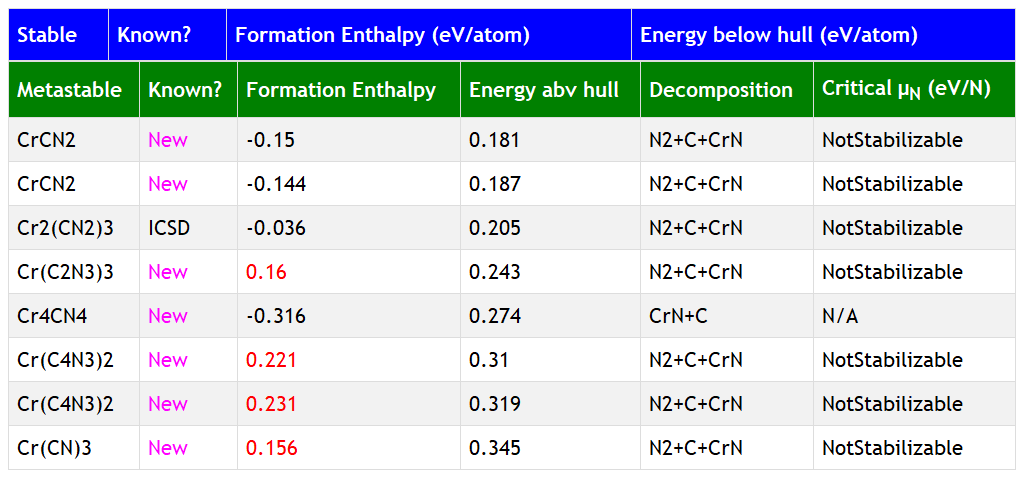 Stable Known? Formation Enthalpy (eV/atom) Energy below hull (eV/atom)
Metastable Known? Formation Enthalpy Energy abv hull Decomposition Critical μN (eV/N)
CrCN2 New -0.15 0.181 N2+C+CrN NotStabilizable
CrCN2 New -0.144 0.187 N2+C+CrN NotStabilizable
Cr2(CN2)3 ICSD -0.036 0.205 N2+C+CrN NotStabilizable
Cr(C2N3)3 New 0.16 0.243 N2+C+CrN NotStabilizable
Cr4CN4 New -0.316 0.274 CrN+C N/A
Cr(C4N3)2 New 0.221 0.31 N2+C+CrN NotStabilizable
Cr(C4N3)2 New 0.231 0.319 N2+C+CrN NotStabilizable
Cr(CN)3 New 0.156 0.345 N2+C+CrN NotStabilizable